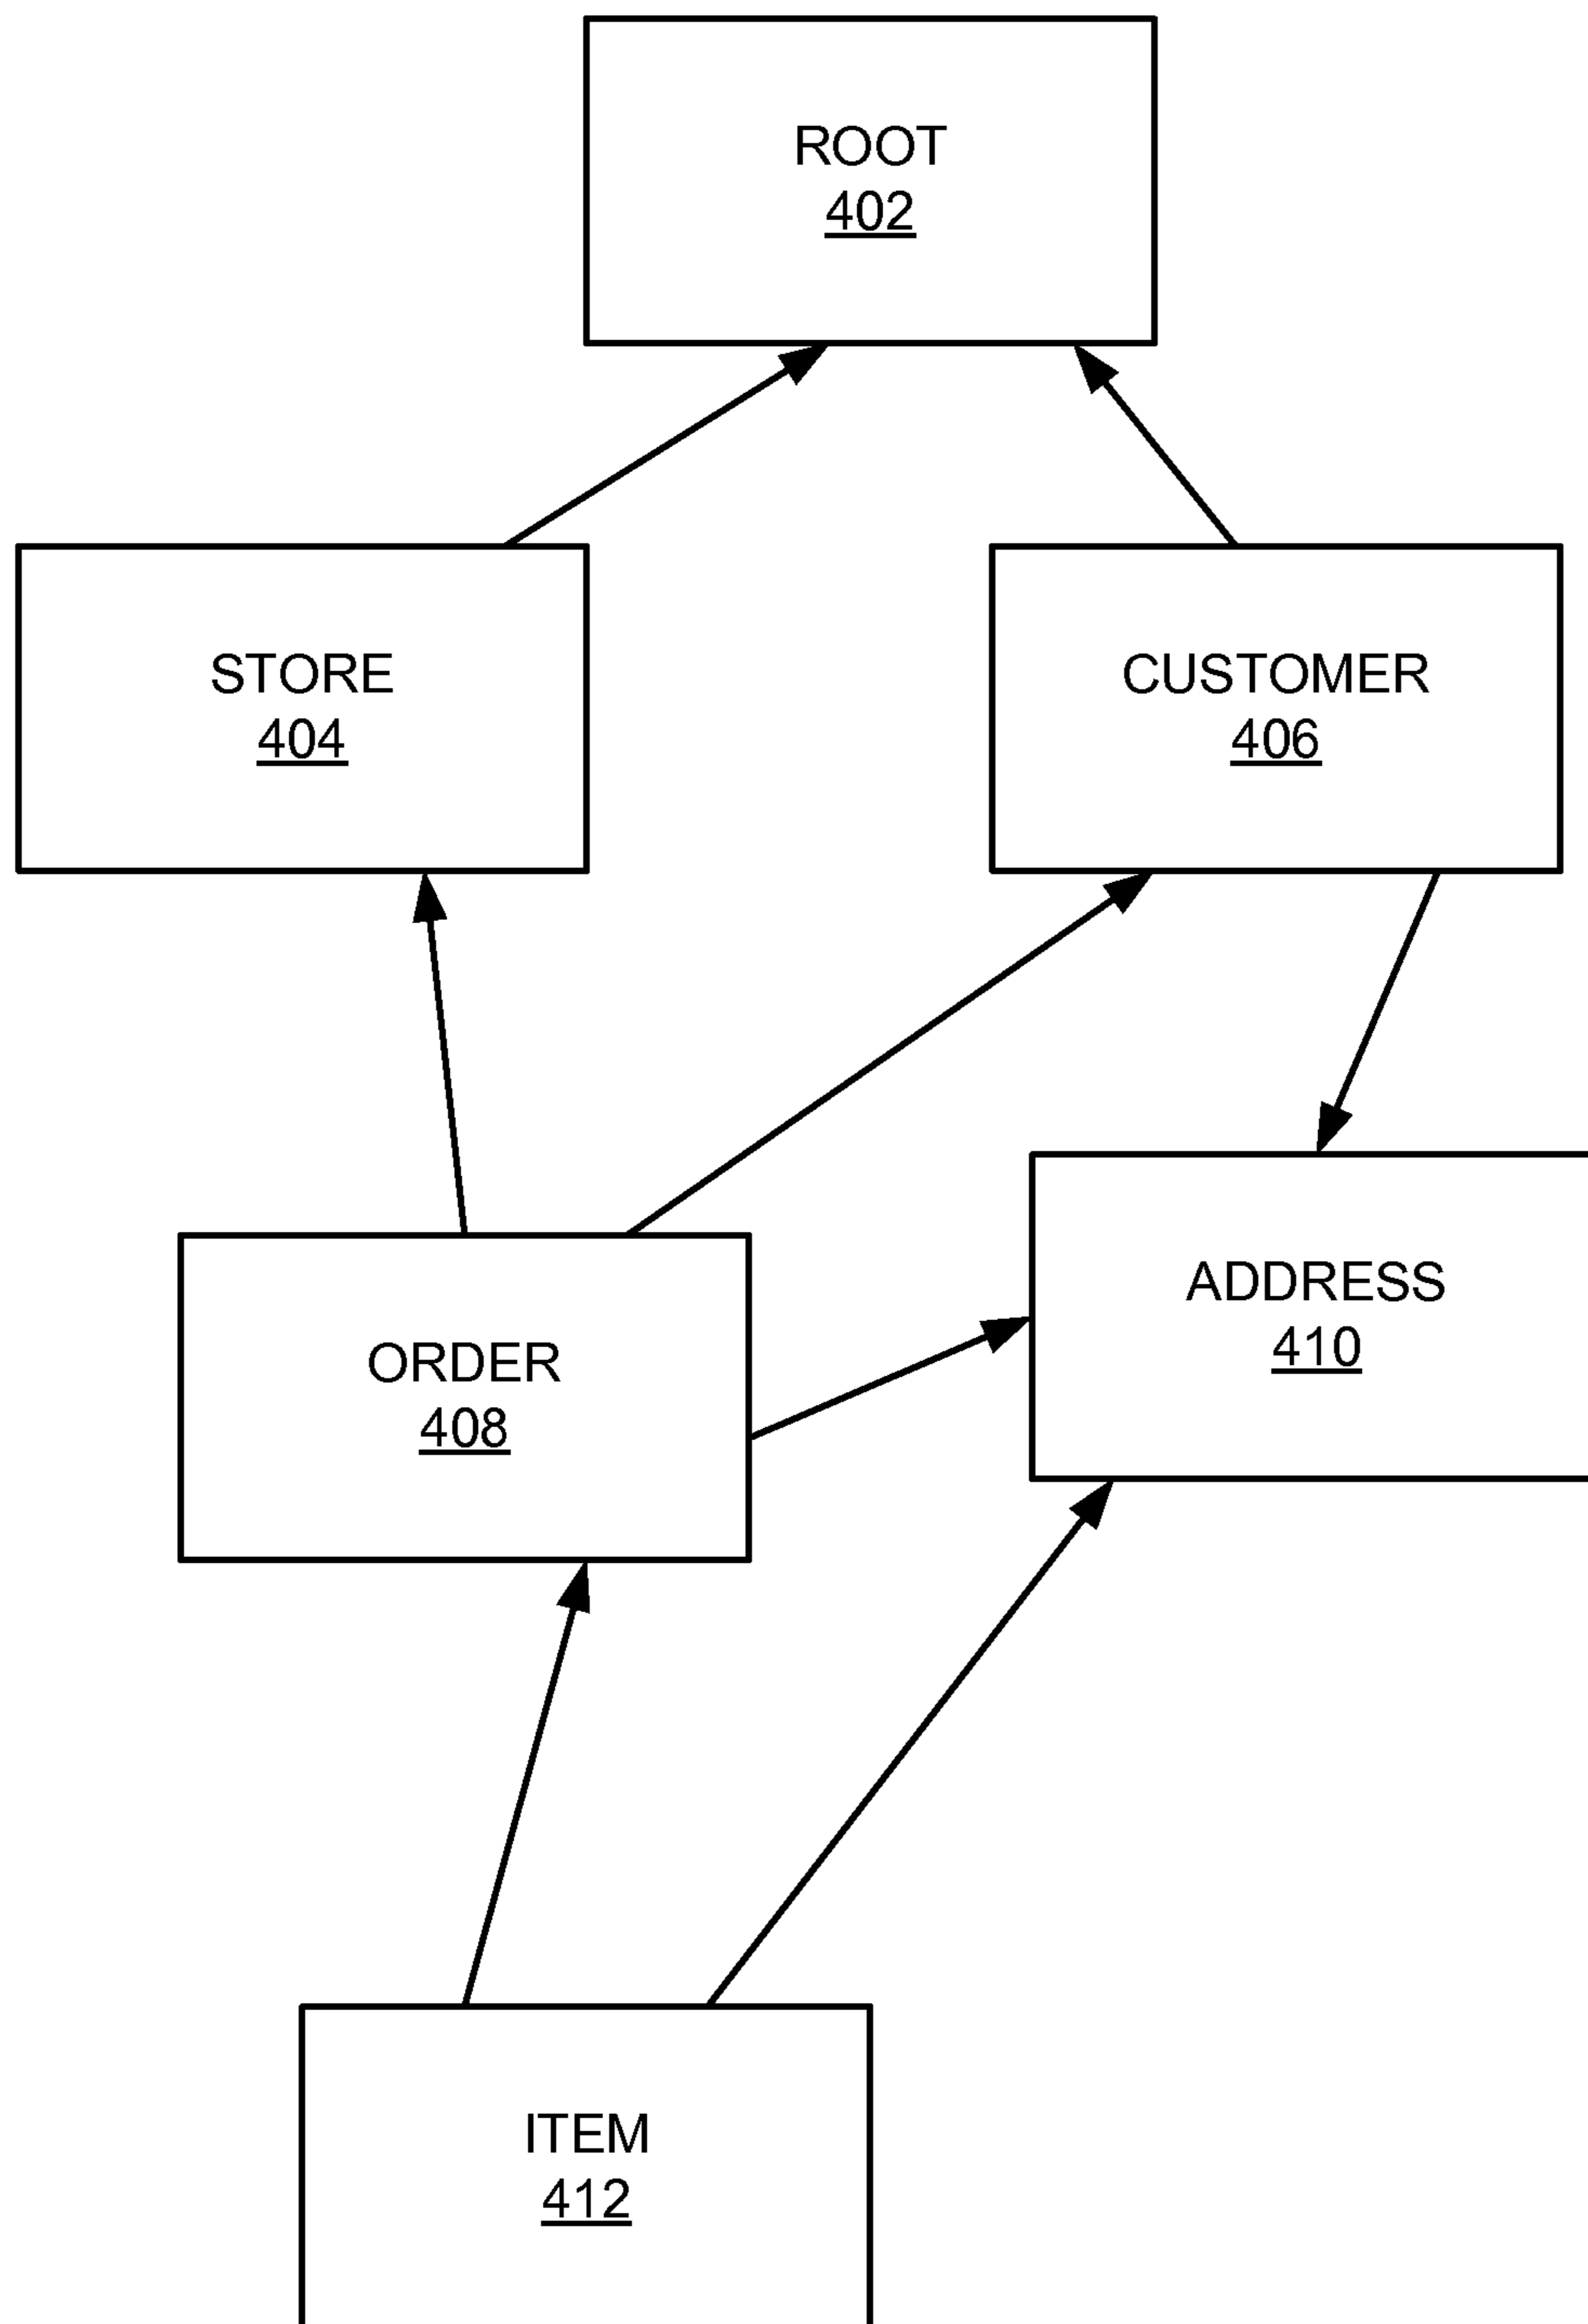 ROOT
402
STORE
404
CUSTOMER
406
ADDRESS
410
ORDER
408
ITEM
412